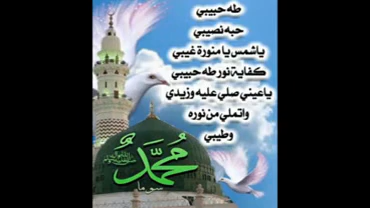 طه حبيبي
حبه نصيبي
ياشمس يا منورة غيبي
كفاية نور طه حبيبي
ياعيني صلي عليه وزيدي
واتملي من نوره
وطيبي
محمد
سوما